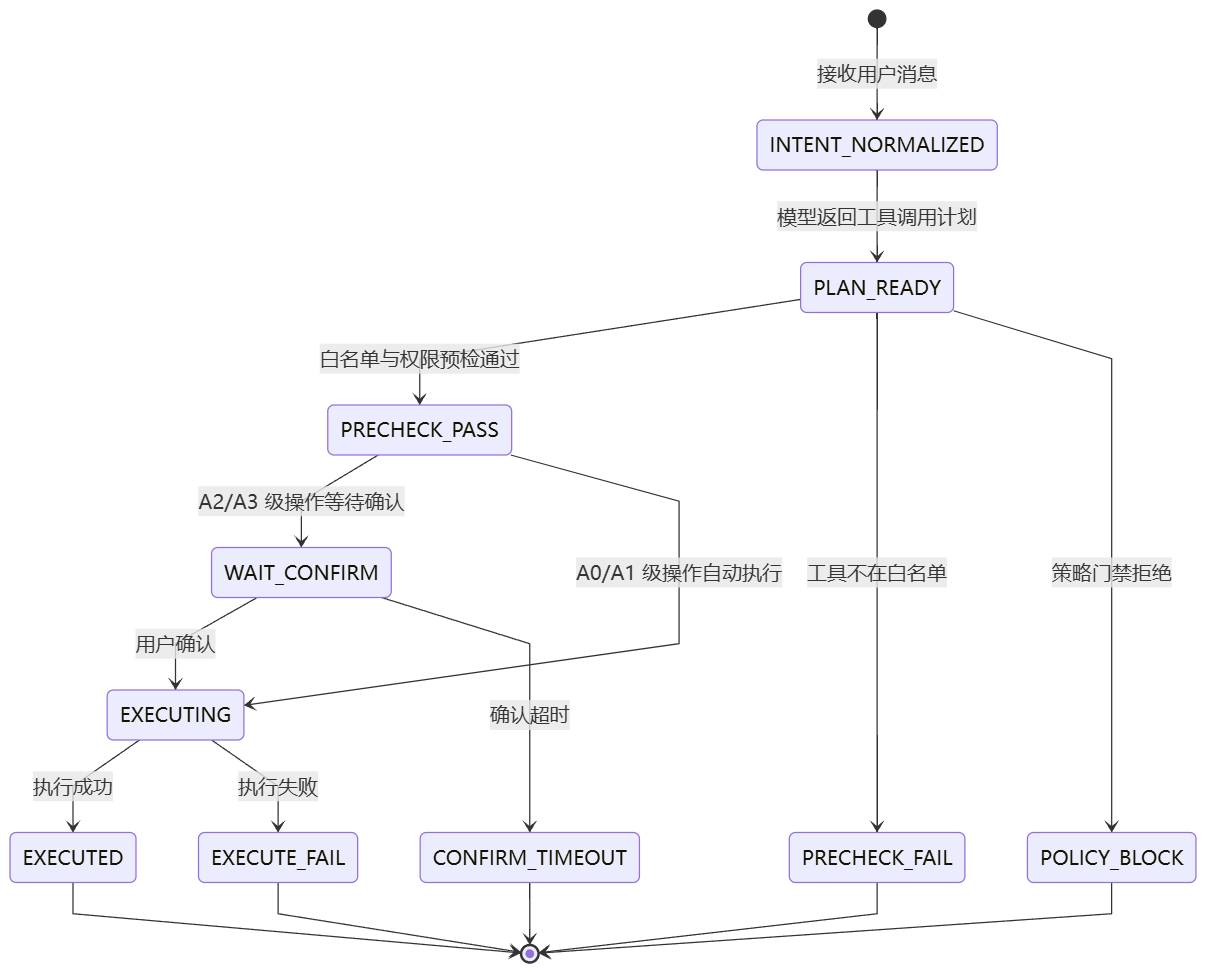 接收用户消息
INTENT_NORMALIZED
模型返回工具调用计划
PLAN_READY
白名单与权限预检通过
PRECHECK_PASS
A2/A3 级操作等待确认
WAIT_CONFIRM
A0/A1 级操作自动执行
工具不在白名单
策略门禁拒绝
用户确认
EXECUTING
确认超时
执行成功
执行失败
EXECUTED
EXECUTE_FAIL
CONFIRM_TIMEOUT
PRECHECK_FAIL
POLICY_BLOCK